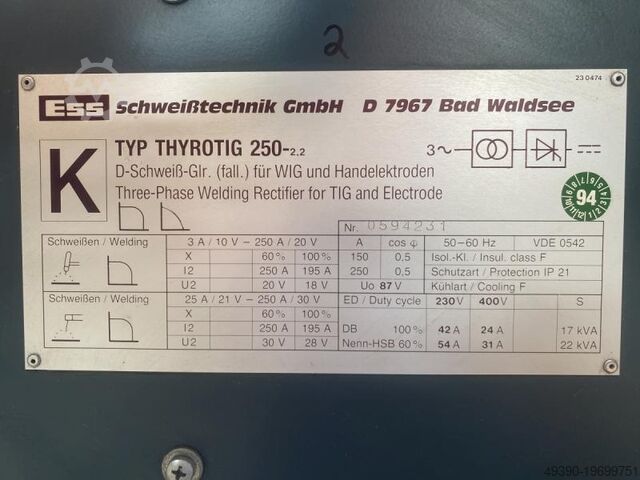 2
23 0474
ESS Schweißtechnik GmbH D 7967 Bad Waldsee
K
TYP THYROTIG 250-2.2
D-Schweiß-Glr. (fall.) für WIG und Handelektroden
Three-Phase Welding Rectifier for TIG and Electrode
3~
94
Nr. 0594231
Schweißen / Welding 3 A / 10 V – 250 A / 20 V
X 60% 100%
I2 250 A 195 A
U2 20 V 18 V
Schweißen / Welding 25 A / 21 V – 250 A / 30 V
X 60% 100%
I2 250 A 195 A
U2 30 V 28 V
A cos φ 50–60 Hz VDE 0542
150 0.5 Isol.-Kl. / Insul. class F
250 0.5 Schutzart / Protection IP 21
Uo 87 V Kühlart / Cooling F
ED / Duty cycle 230 V 400 V S
DB 100% 42 A 24 A 17 kVA
Nenn-HSB 60% 54 A 31 A 22 kVA
49390-19699751